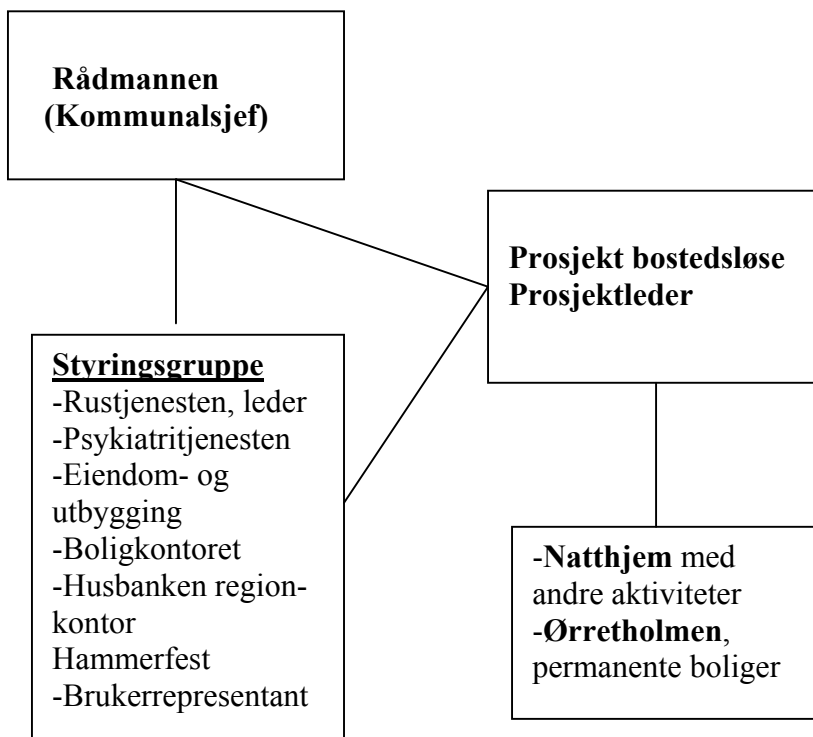 Rådmannen
(Kommunalsjef)
Prosjekt bostedsløse
Prosjektleder
Styringsgruppe
-Rustjenesten, leder
-Psykiatritjenesten
-Eiendom- og
utbygging
-Boligkontoret
-Husbanken region-
kontor
Hammerfest
-Brukerrepresentant
-Natthjem med
andre aktiviteter
-Ørretholmen,
permanente boliger